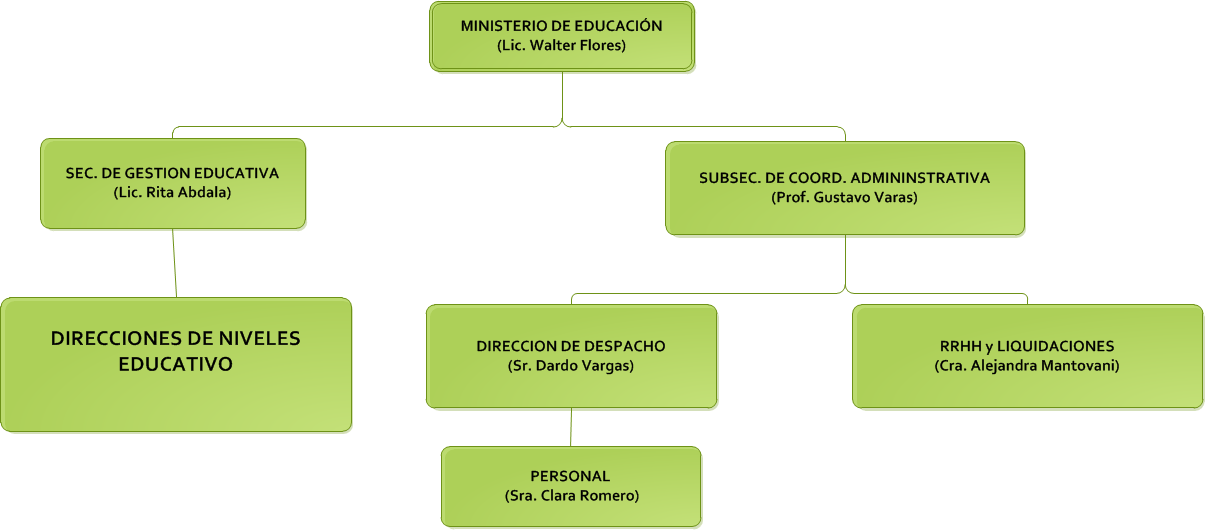 MINISTERIO DE EDUCACIÓN
(Lic. Walter Flores)
SEC. DE GESTION EDUCATIVA
(Lic. Rita Abdala)
SUBSEC. DE COORD. ADMININSTRATIVA
(Prof. Gustavo Varas)
DIRECCIONES DE NIVELES
EDUCATIVO
DIRECCION DE DESPACHO
(Sr. Dardo Vargas)
RRHH y LIQUIDACIONES
(Cra. Alejandra Mantovani)
PERSONAL
(Sra. Clara Romero)